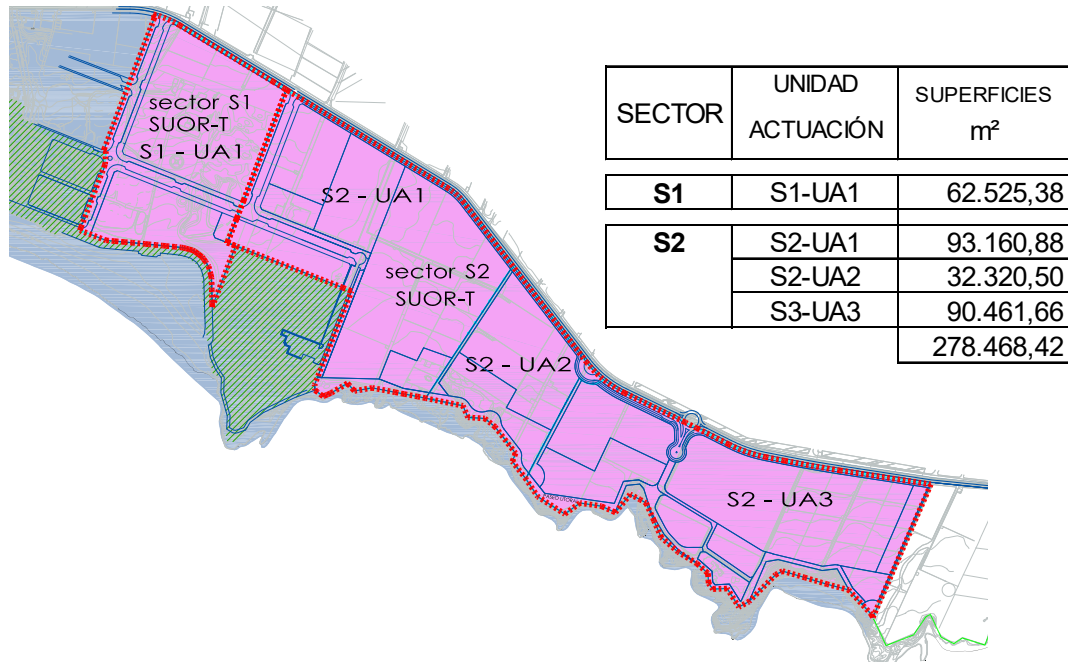 sector S1
SUOR-T
S1 - UA1
S2 - UA1
sector S2
SUOR-T
S2 - UA2
S2 - UA3
SECTOR UNIDAD ACTUACIÓN SUPERFICIES m²
S1 S1-UA1 62.525,38
S2 S2-UA1 93.160,88
S2-UA2 32.320,50
S3-UA3 90.461,66
278.468,42